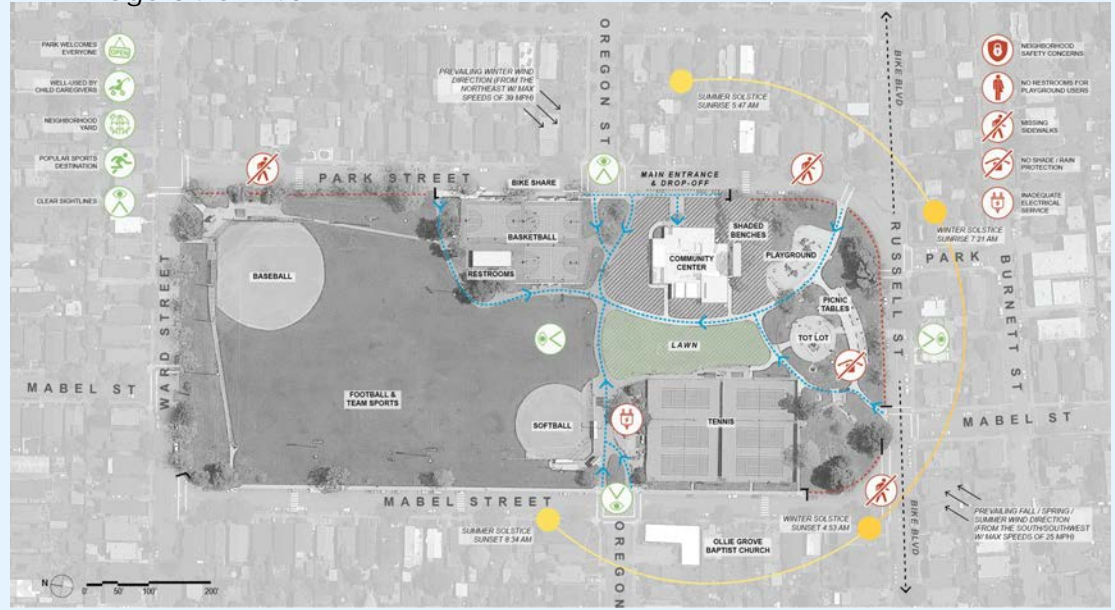 PARK WELCOMES
EVERYONE
OPEN
WELL-USED BY
CHILD CAREGIVERS
NEIGHBORHOOD
YARD
POPULAR SPORTS
DESTINATION
CLEAR SIGHTLINES
PREVAILING WINTER WIND
DIRECTION (FROM THE
NORTHEAST W/ MAX
SPEEDS OF 39 MPH)
OREGON ST
SUMMER SOLSTICE
SUNRISE 5:47 AM
BIKE BLVD
NEIGHBORHOOD
SAFETY CONCERNS
NO RESTROOMS FOR
PLAYGROUND USERS
MISSING
SIDEWALKS
NO SHADE / RAIN
PROTECTION
INADEQUATE
ELECTRICAL
SERVICE
PARK STREET
BIKE SHARE
MAIN ENTRANCE
& DROP-OFF
WINTER SOLSTICE
SUNRISE 7:21 AM
BASEBALL
BASKETBALL
RESTROOMS
COMMUNITY
CENTER
SHADED
BENCHES
PLAYGROUND
PICNIC
TABLES
TOT LOT
LAWN
WARD STREET
RUSSELL ST
PARK
BURNETT ST
MABEL ST
FOOTBALL &
TEAM SPORTS
SOFTBALL
TENNIS
MABEL ST
MABEL STREET
SUMMER SOLSTICE
SUNSET 8:34 AM
OREGON
OLLIE GROVE
BAPTIST CHURCH
WINTER SOLSTICE
SUNSET 4:53 AM
BIKE BLVD
PREVAILING FALL / SPRING /
SUMMER WIND DIRECTION
(FROM THE SOUTH/SOUTHWEST
W/ MAX SPEEDS OF 25 MPH)
N
0 50' 100' 200'